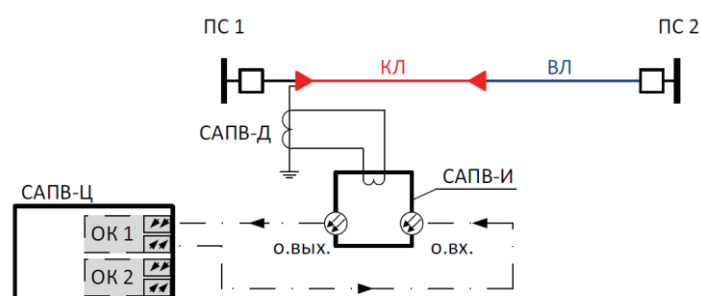 ПС 1
ПС 2
КЛ
ВЛ
САПВ-Д
САПВ-И
САПВ-Ц
ОК 1
о.вых.
о.вх.
ОК 2